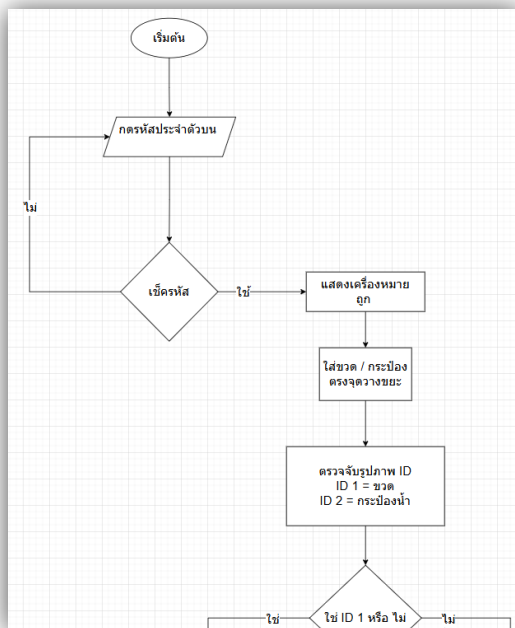 เริ่มต้น
กดรหัสประจำตัวบน
ไม่
เช็ครหัส
ใช้
แสดงเครื่องหมาย
ถูก
ใส่ขวด / กระป๋อง
ตรงจุดวางขยะ
ตรวจจับรูปภาพ ID
ID 1 = ขวด
ID 2 = กระป๋องน้ำ
ใช่
ใช่ ID 1 หรือ ไม่
ไม่